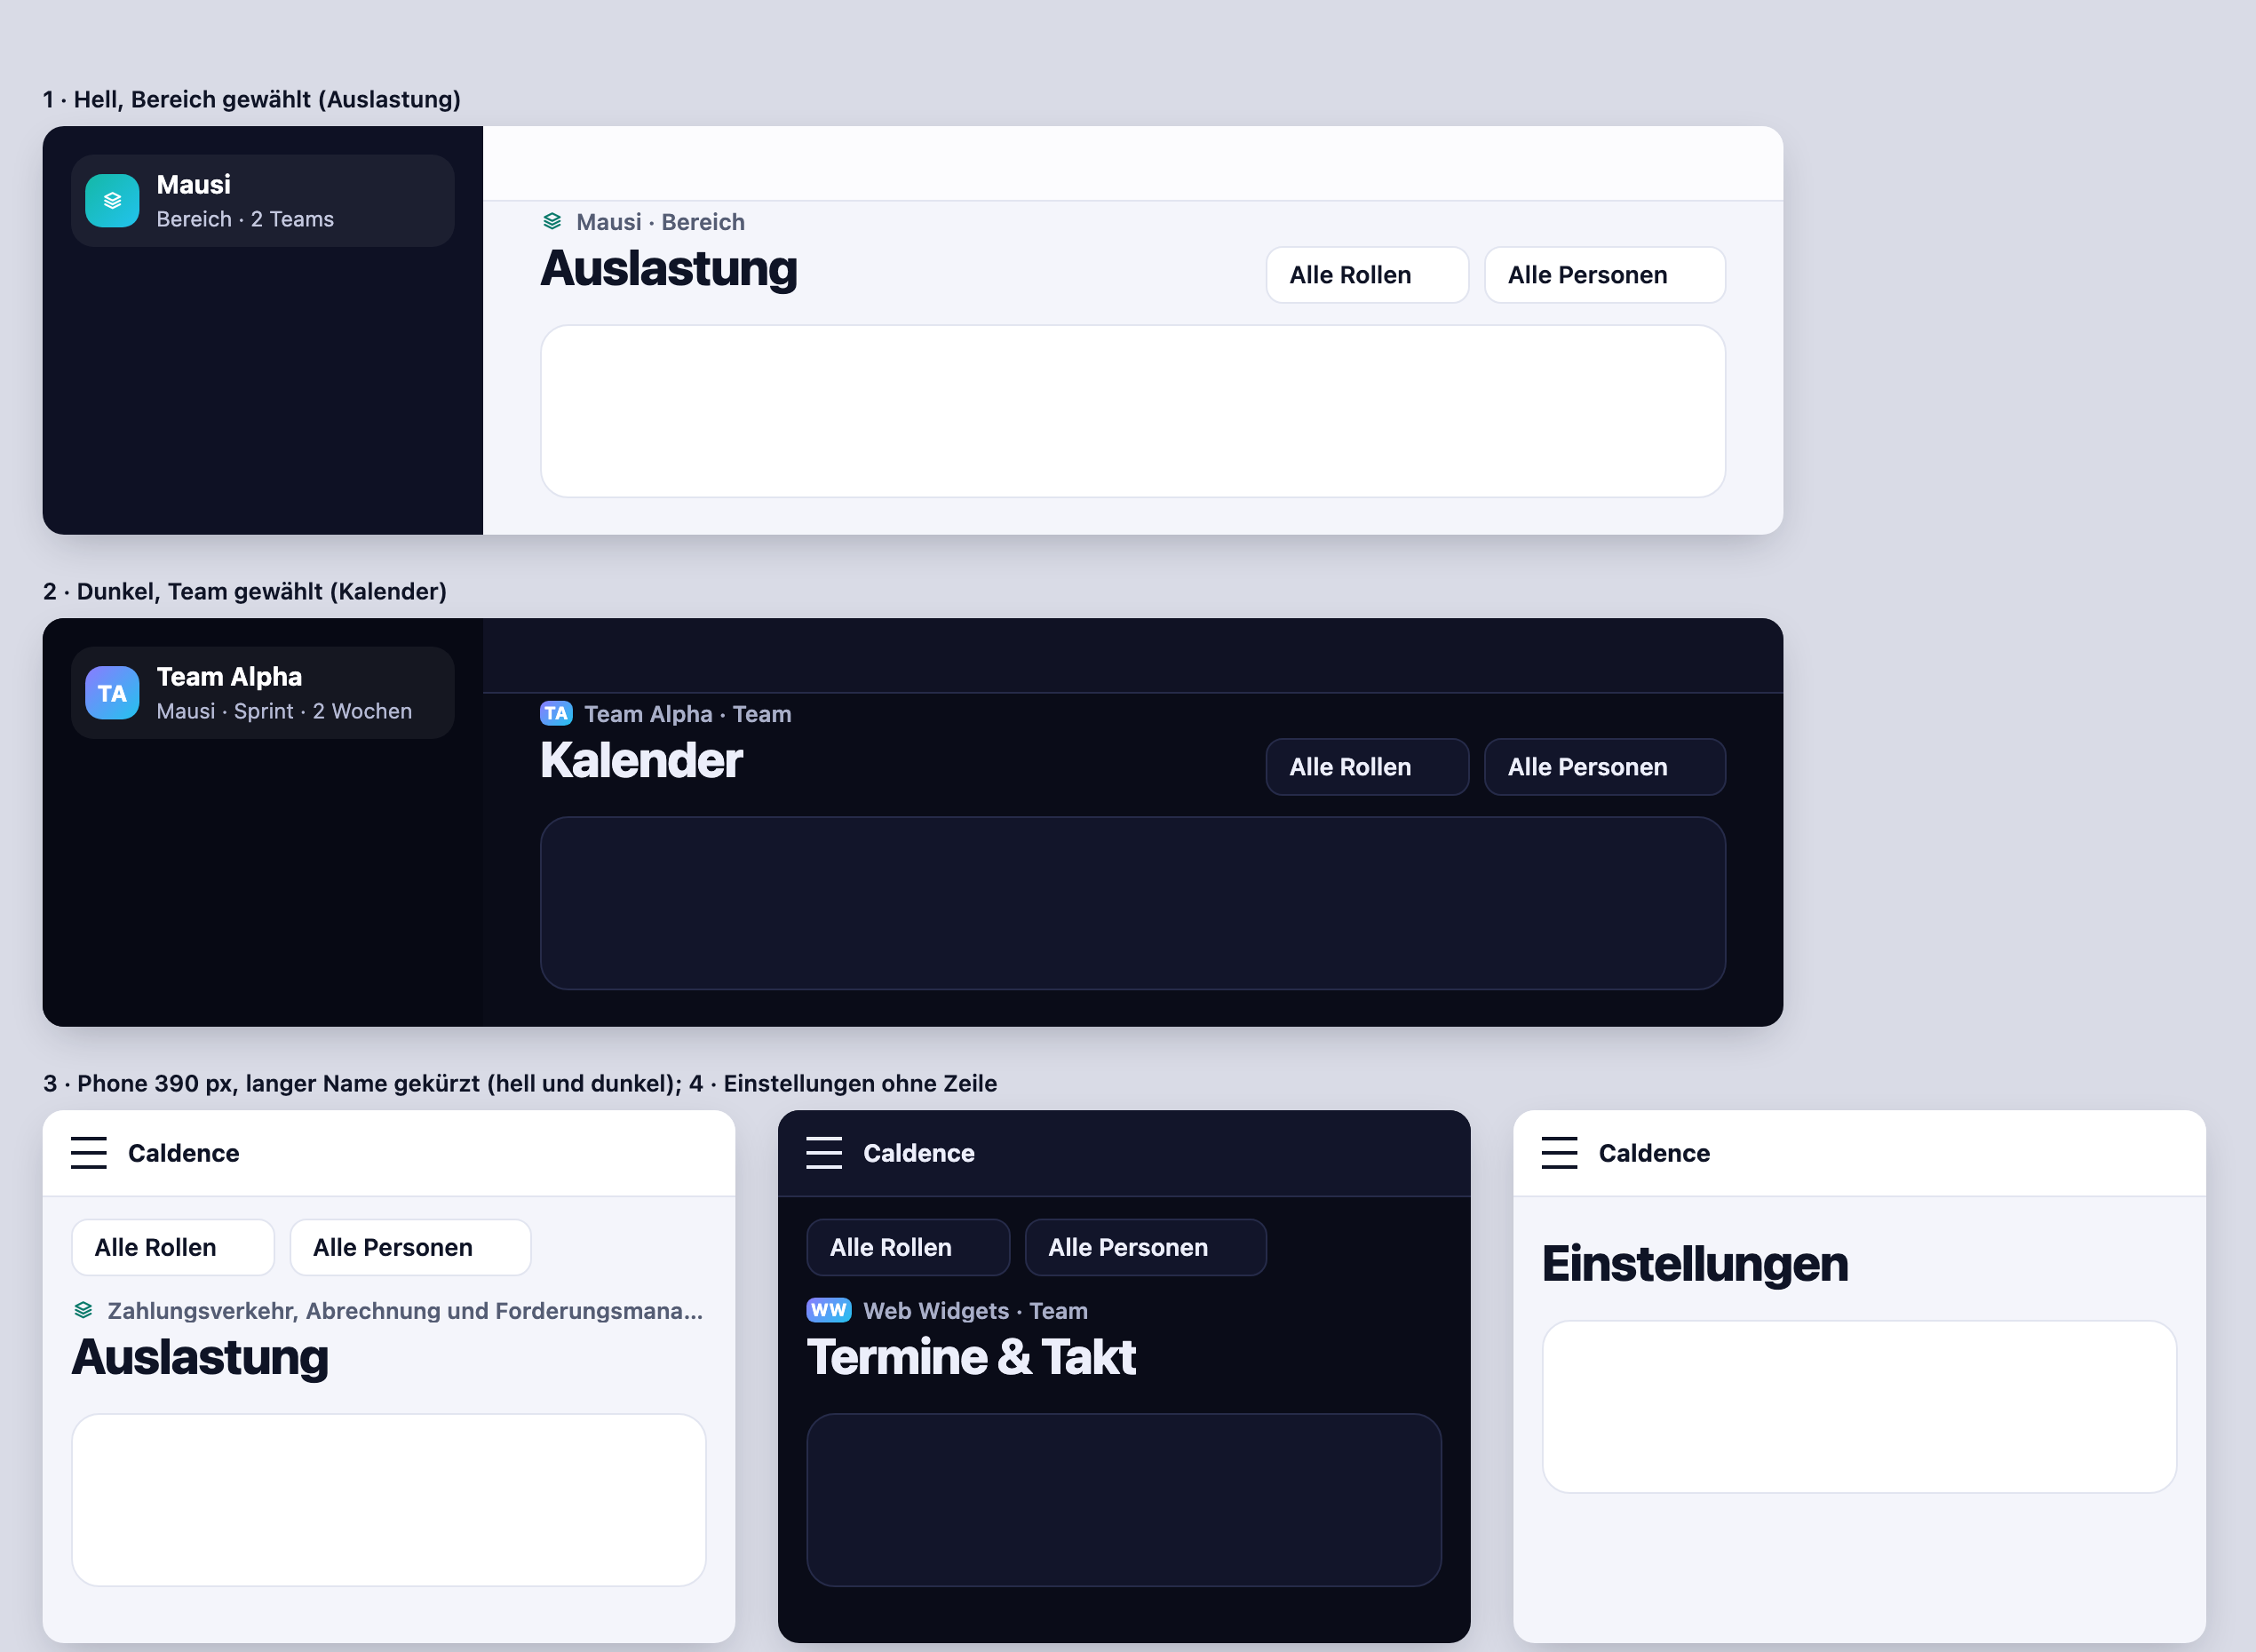 1 · Hell, Bereich gewählt (Auslastung)
Mausi
Bereich · 2 Teams
Mausi · Bereich
Auslastung
Alle Rollen
Alle Personen
2 · Dunkel, Team gewählt (Kalender)
TA
Team Alpha
Mausi · Sprint · 2 Wochen
TA Team Alpha · Team
Kalender
Alle Rollen
Alle Personen
3 · Phone 390 px, langer Name gekürzt (hell und dunkel); 4 · Einstellungen ohne Zeile
Caldence
Alle Rollen
Alle Personen
Zahlungsverkehr, Abrechnung und Forderungsmana...
Auslastung
Caldence
Alle Rollen
Alle Personen
WW Web Widgets · Team
Termine & Takt
Caldence
Einstellungen